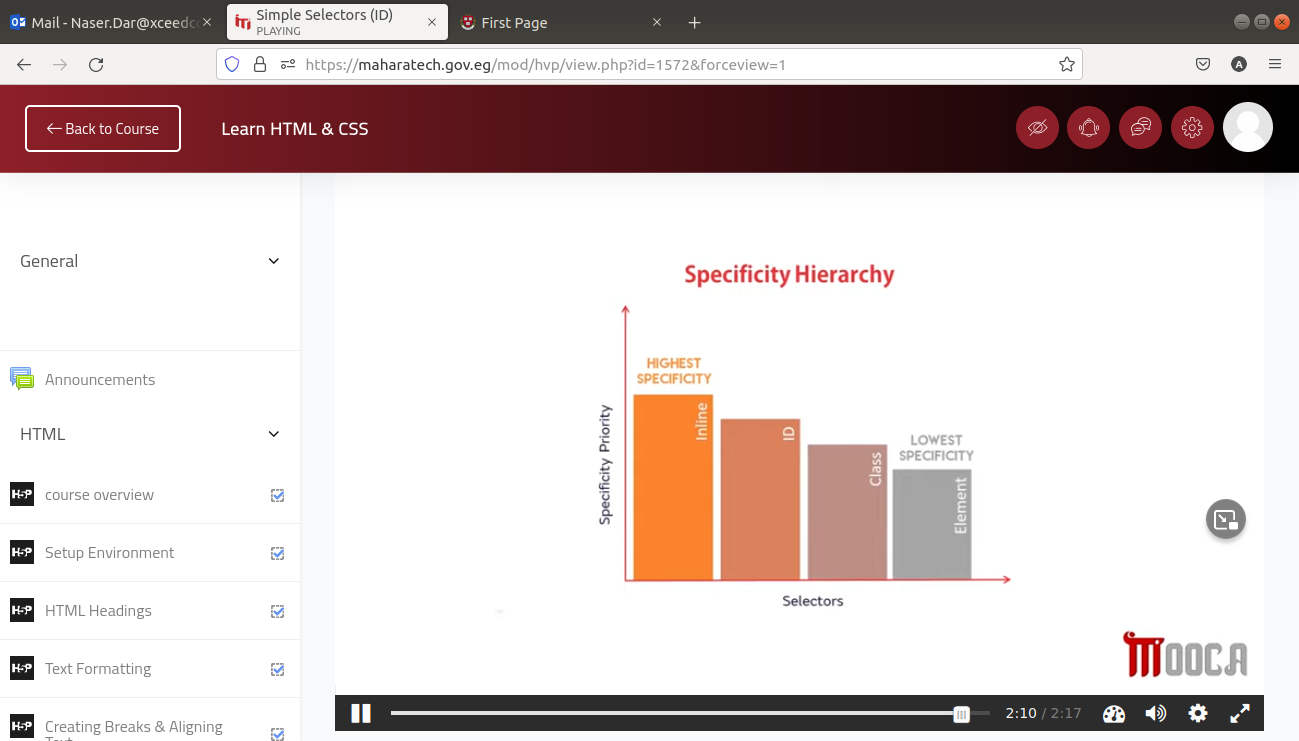 Mail - Naser.Dar@xceedc
Simple Selectors (ID)
PLAYING
First Page
https://maharatech.gov.eg/mod/hvp/view.php?id=1572&forceview=1
A
Back to Course
Learn HTML & CSS
General
Announcements
HTML
H-P course overview
H-P Setup Environment
H-P HTML Headings
H-P Text Formatting
H-P Creating Breaks & Aligning
Text
Specificity Hierarchy
HIGHEST
SPECIFICITY
Specificity Priority
Inline
ID
Class
LOWEST
SPECIFICITY
Element
Selectors
MOOCA
2:10 / 2:17